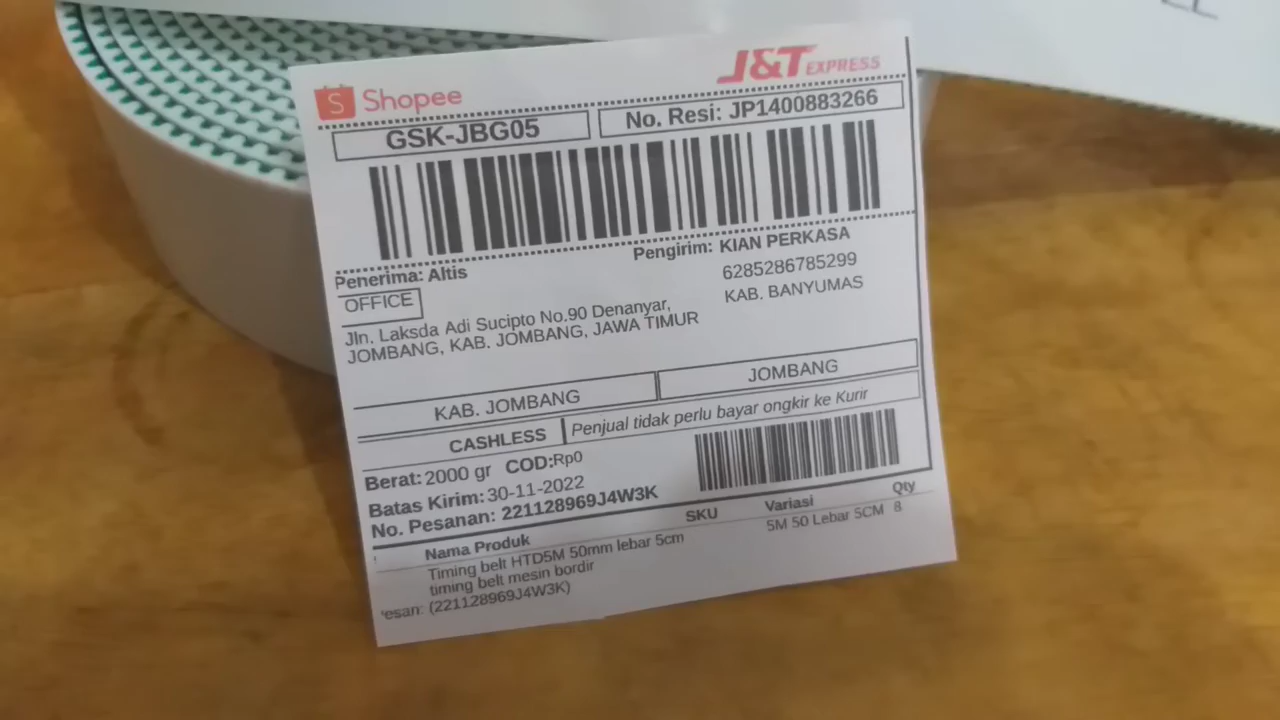 Shopee
J&T EXPRESS
GSK-JBG05
No. Resi: JP1400883266
Penerima: Altis
Pengirim: KIAN PERKASA
OFFICE
6285286785299
KAB. BANYUMAS
Jln. Laksda Adi Sucipto No.90 Denanyar,
JOMBANG, KAB. JOMBANG, JAWA TIMUR
KAB. JOMBANG
JOMBANG
CASHLESS
Penjual tidak perlu bayar ongkir ke Kurir
Berat: 2000 gr COD:Rp0
Batas Kirim: 30-11-2022
No. Pesanan: 221128969J4W3K
Nama Produk SKU Variasi Qty
Timing belt HTD5M 50mm lebar 5cm 5M 50 Lebar 5CM 8
timing belt mesin bordir
esan: (221128969J4W3K)